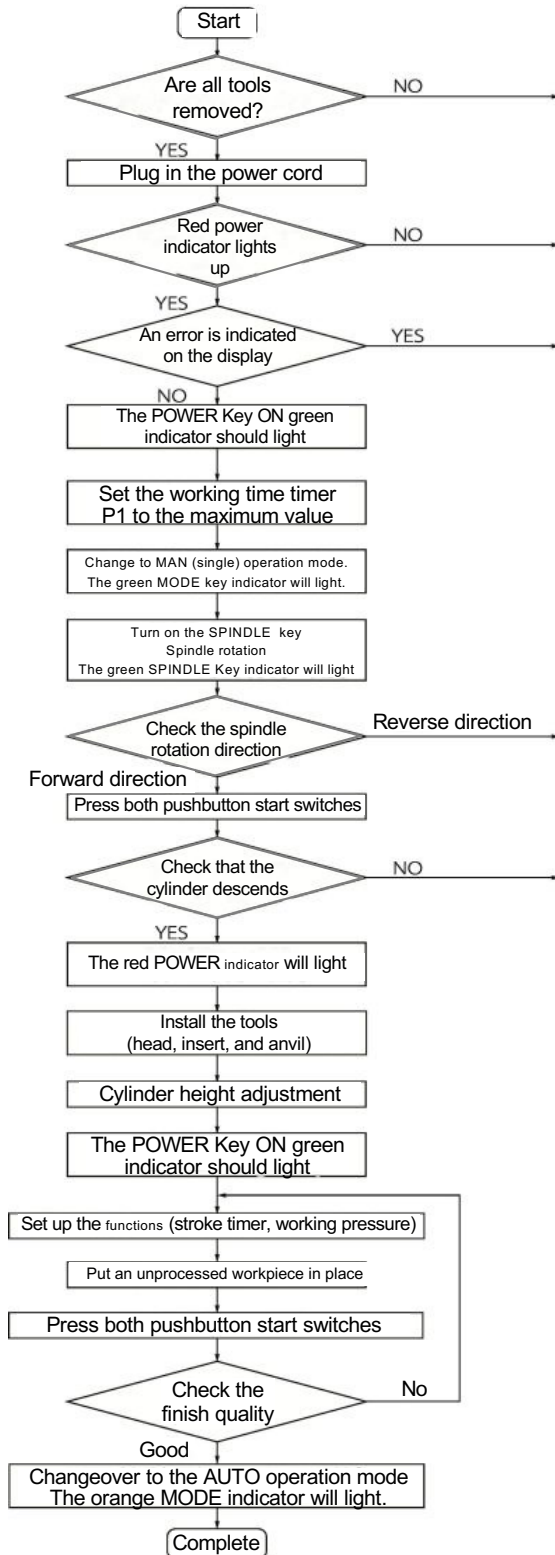 Start
Are all tools
removed?
NO
YES
Plug in the power cord
Red power
indicator lights
up
NO
YES
An error is indicated
on the display
YES
NO
The POWER Key ON green
indicator should light
Set the working time timer
P1 to the maximum value
Change to MAN (single) operation mode.
The green MODE key indicator will light.
Turn on the SPINDLE key
Spindle rotation
The green SPINDLE Key indicator will light
Check the spindle
rotation direction
Reverse direction
Forward direction
Press both pushbutton start switches
Check that the
cylinder descends
NO
YES
The red POWER indicator will light
Install the tools
(head, insert, and anvil)
Cylinder height adjustment
The POWER Key ON green
indicator should light
Set up the functions (stroke timer, working pressure)
Put an unprocessed workpiece in place
Press both pushbutton start switches
Check the
finish quality
No
Good
Changeover to the AUTO operation mode
The orange MODE indicator will light.
Complete